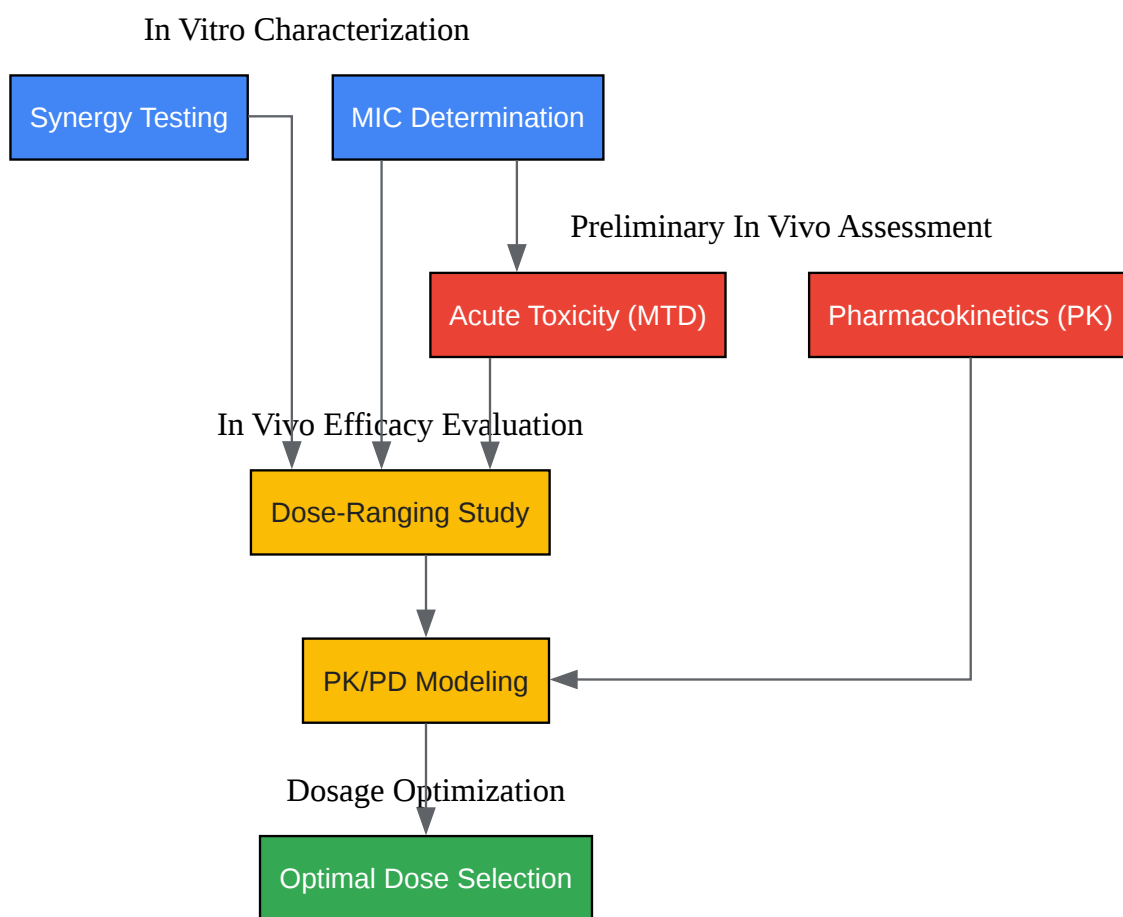 In Vitro Characterization
Synergy Testing
MIC Determination
Preliminary In Vivo Assessment
Acute Toxicity (MTD)
Pharmacokinetics (PK)
In Vivo Efficacy Evaluation
Dose-Ranging Study
PK/PD Modeling
Dosage Optimization
Optimal Dose Selection